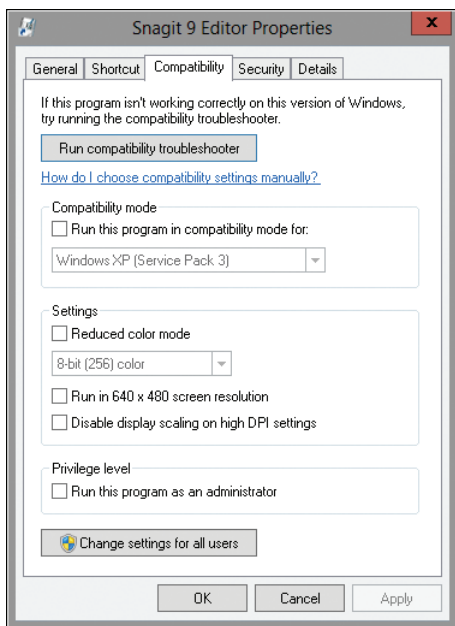 Snagit 9 Editor Properties
x
General Shortcut Compatibility Security Details
If this program isn't working correctly on this version of Windows,
try running the compatibility troubleshooter.
Run compatibility troubleshooter
How do I choose compatibility settings manually?
Compatibility mode
Run this program in compatibility mode for:
Windows XP (Service Pack 3)
Settings
Reduced color mode
8-bit (256) color
Run in 640 x 480 screen resolution
Disable display scaling on high DPI settings
Privilege level
Run this program as an administrator
Change settings for all users
OK Cancel Apply